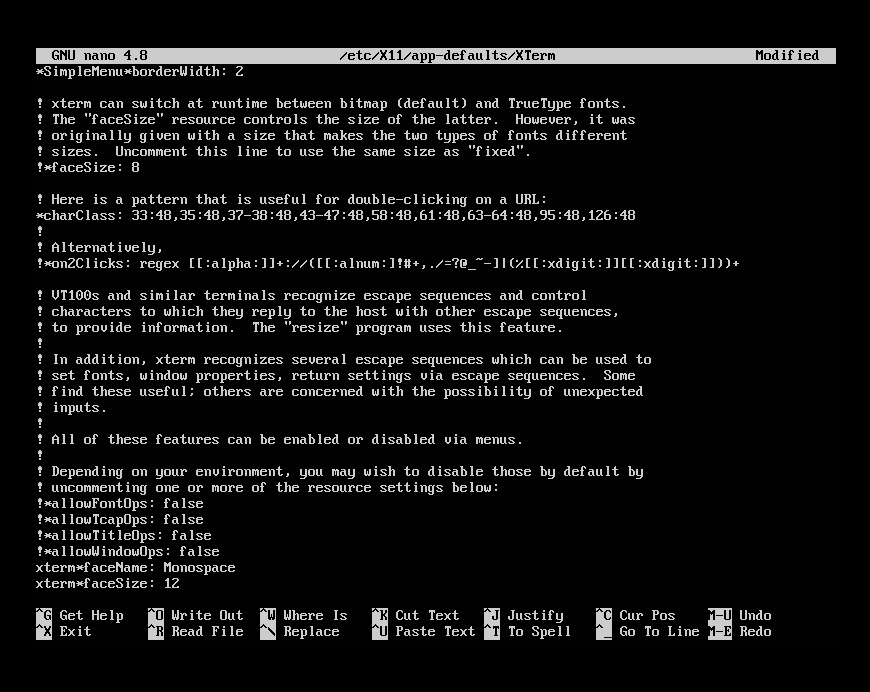 GNU nano 4.8 /etc/X11/app-defaults/XTerm Modified
*SimpleMenu*borderWidth: 2
! xterm can switch at runtime between bitmap (default) and TrueType fonts.
! The "faceSize" resource controls the size of the latter.  However, it was
! originally given with a size that makes the two types of fonts different
! sizes.  Uncomment this line to use the same size as "fixed".
!*faceSize: 8
! Here is a pattern that is useful for double-clicking on a URL:
*charClass: 33:48,35:48,37-38:48,43-47:48,58:48,61:48,63-64:48,95:48,126:48
!
! Alternatively,
!*on2Clicks: regex [[:alpha:]]+://([[:alnum:]!#+,./=?@_~-]|(%[[:xdigit:]][[:xdigit:]]))+
! VT100s and similar terminals recognize escape sequences and control
! characters to which they reply to the host with other escape sequences,
! to provide information.  The "resize" program uses this feature.
!
! In addition, xterm recognizes several escape sequences which can be used to
! set fonts, window properties, return settings via escape sequences.  Some
! find these useful; others are concerned with the possibility of unexpected
! inputs.
!
! All of these features can be enabled or disabled via menus.
!
! Depending on your environment, you may wish to disable those by default by
! uncommenting one or more of the resource settings below:
!*allowFontOps: false
!*allowTcapOps: false
!*allowTitleOps: false
!*allowWindowOps: false
xterm*faceName: Monospace
xterm*faceSize: 12
^G Get Help ^O Write Out ^W Where Is ^K Cut Text ^J Justify ^C Cur Pos M-U Undo
^X Exit ^R Read File ^\ Replace ^U Paste Text ^T To Spell ^_ Go To Line M-E Redo